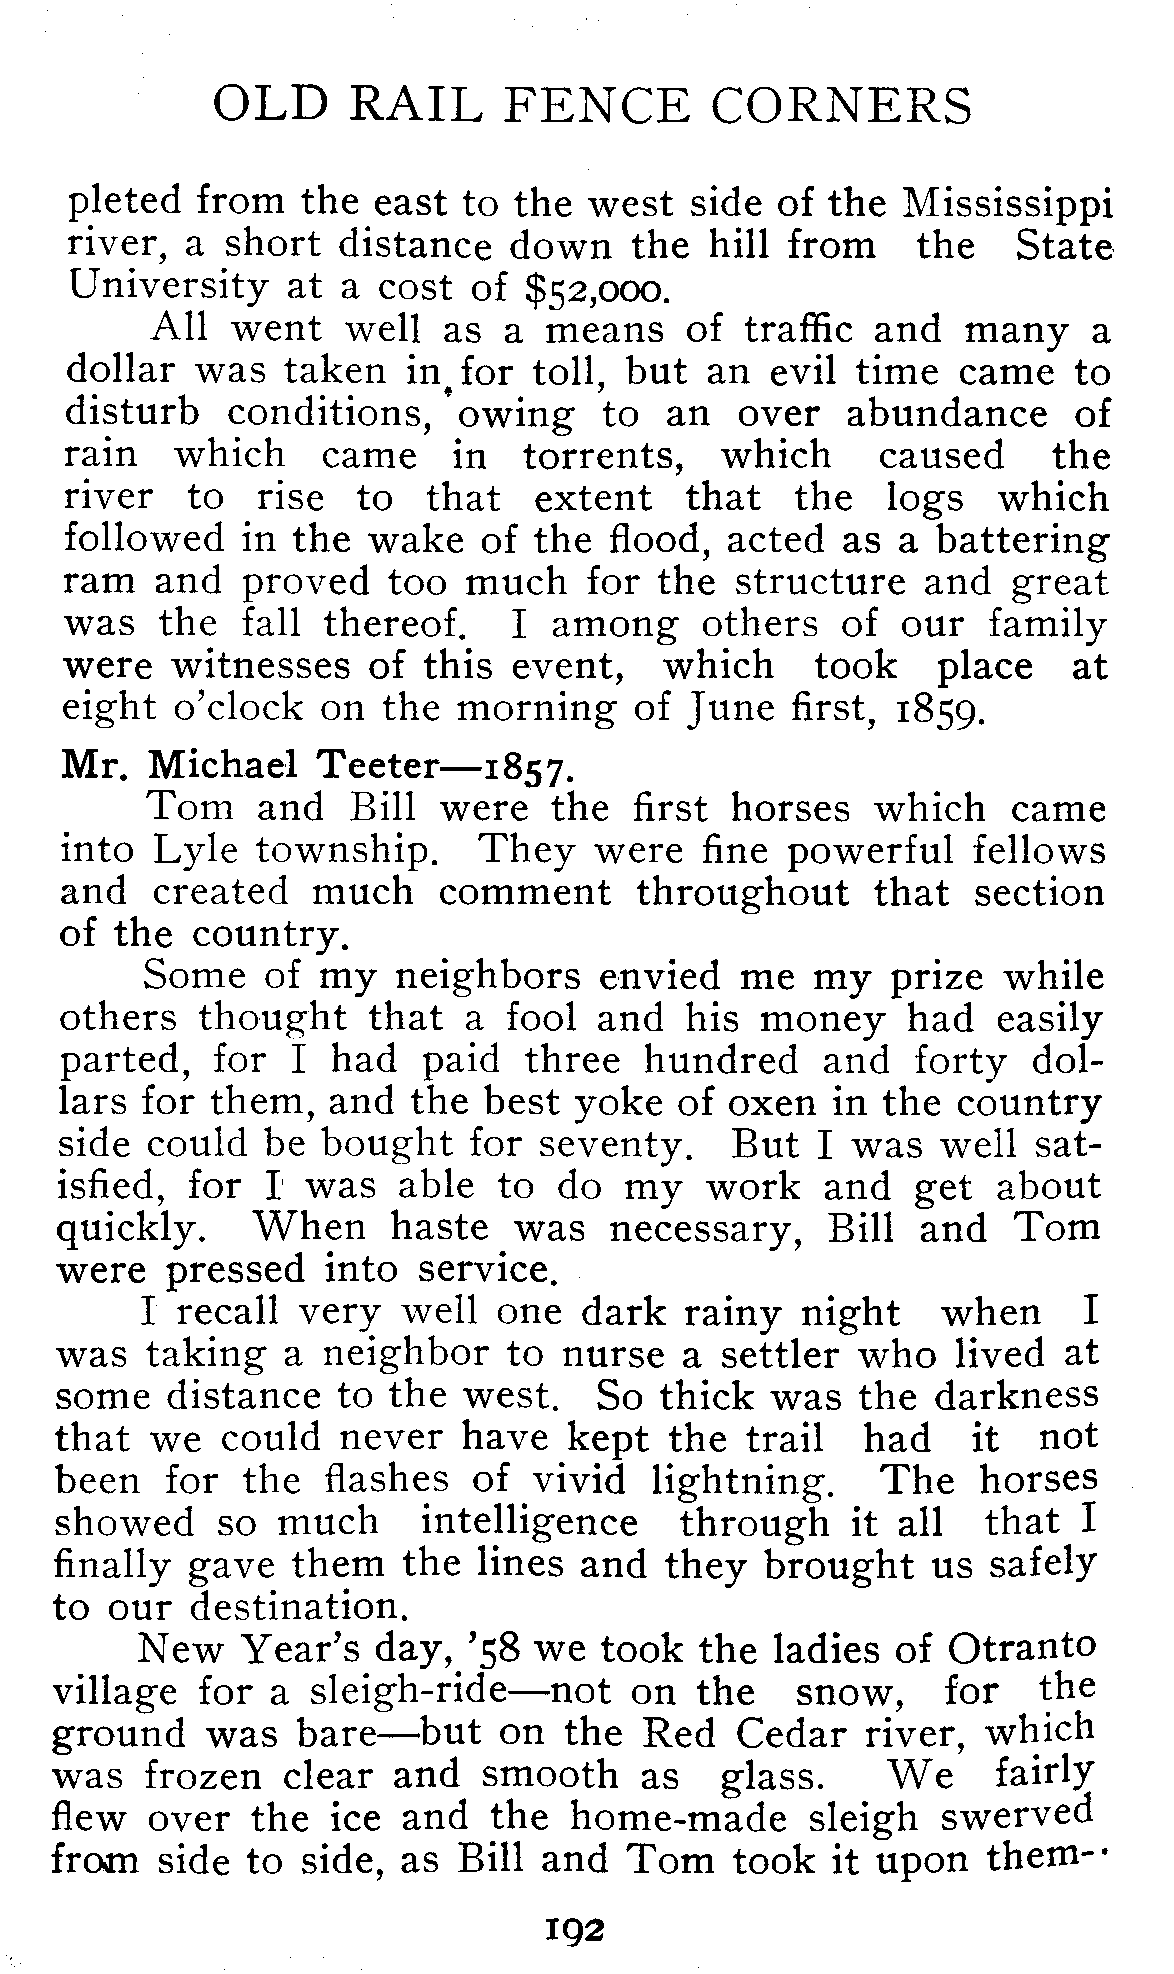 OLD RAIL FENCE CORNERS
pleted from the east to the west side of the Mississippi
river, a short distance down the hill from the State
University at a cost of $52,000.
All went well as a means of traffic and many a
dollar was taken in for toll, but an evil time came to
disturb conditions, owing to an over abundance of
rain which came in torrents, which caused the
river to rise to that extent that the logs which
followed in the wake of the flood, acted as a battering
ram and proved too much for the structure and great
was the fall thereof. I among others of our family
were witnesses of this event, which took place at
eight o'clock on the morning of June first, 1859.
Mr. Michael Teeter—1857.
Tom and Bill were the first horses which came
into Lyle township. They were fine powerful fellows
and created much comment throughout that section
of the country.
Some of my neighbors envied me my prize while
others thought that a fool and his money had easily
parted, for I had paid three hundred and forty dol-
lars for them, and the best yoke of oxen in the country
side could be bought for seventy. But I was well sat-
isfied, for I was able to do my work and get about
quickly. When haste was necessary, Bill and Tom
were pressed into service.
I recall very well one dark rainy night when I
was taking a neighbor to nurse a settler who lived at
some distance to the west. So thick was the darkness
that we could never have kept the trail had it not
been for the flashes of vivid lightning. The horses
showed so much intelligence through it all that I
finally gave them the lines and they brought us safely
to our destination.
New Year's day, '58 we took the ladies of Otranto
village for a sleigh-ride—not on the snow, for the
ground was bare—but on the Red Cedar river, which
was frozen clear and smooth as glass. We fairly
flew over the ice and the home-made sleigh swerved
from side to side, as Bill and Tom took it upon them-
192